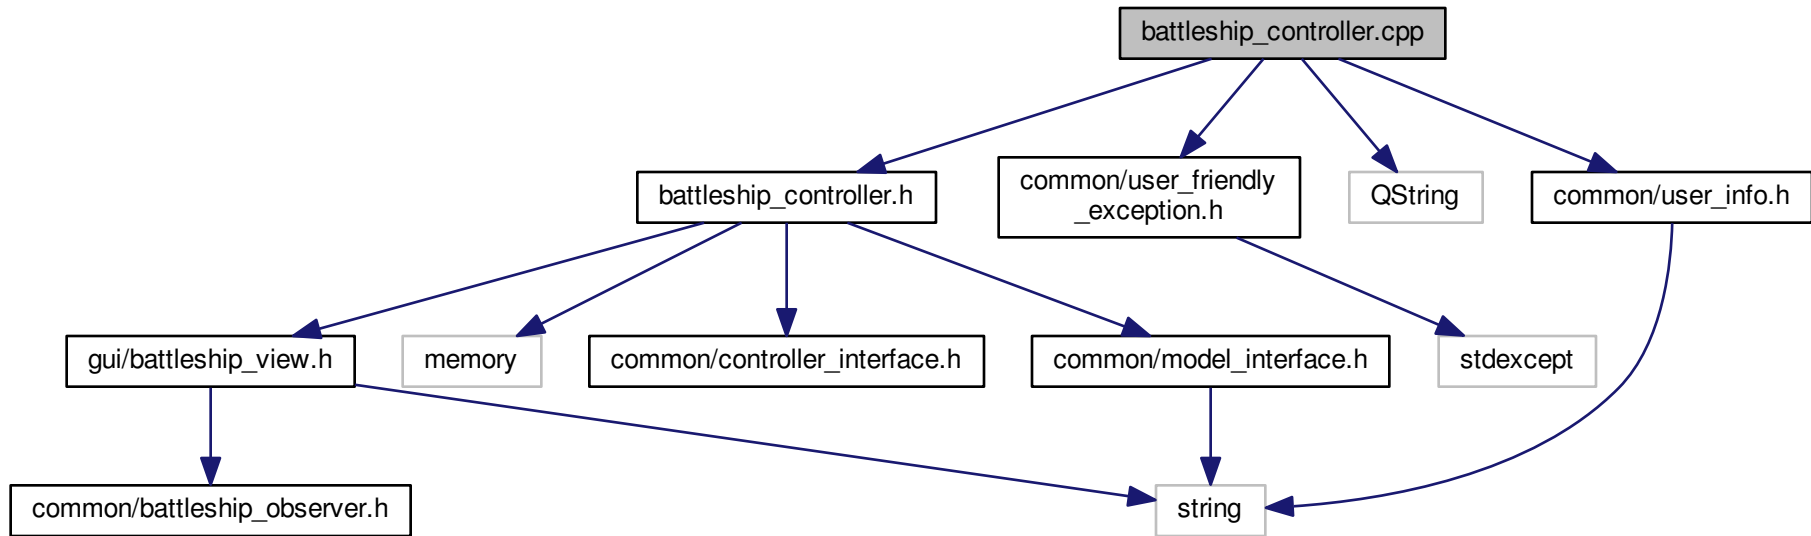 battleship_controller.cpp
battleship_controller.h
common/user_friendly
_exception.h
QString
common/user_info.h
gui/battleship_view.h
memory
common/controller_interface.h
common/model_interface.h
stdexcept
common/battleship_observer.h
string